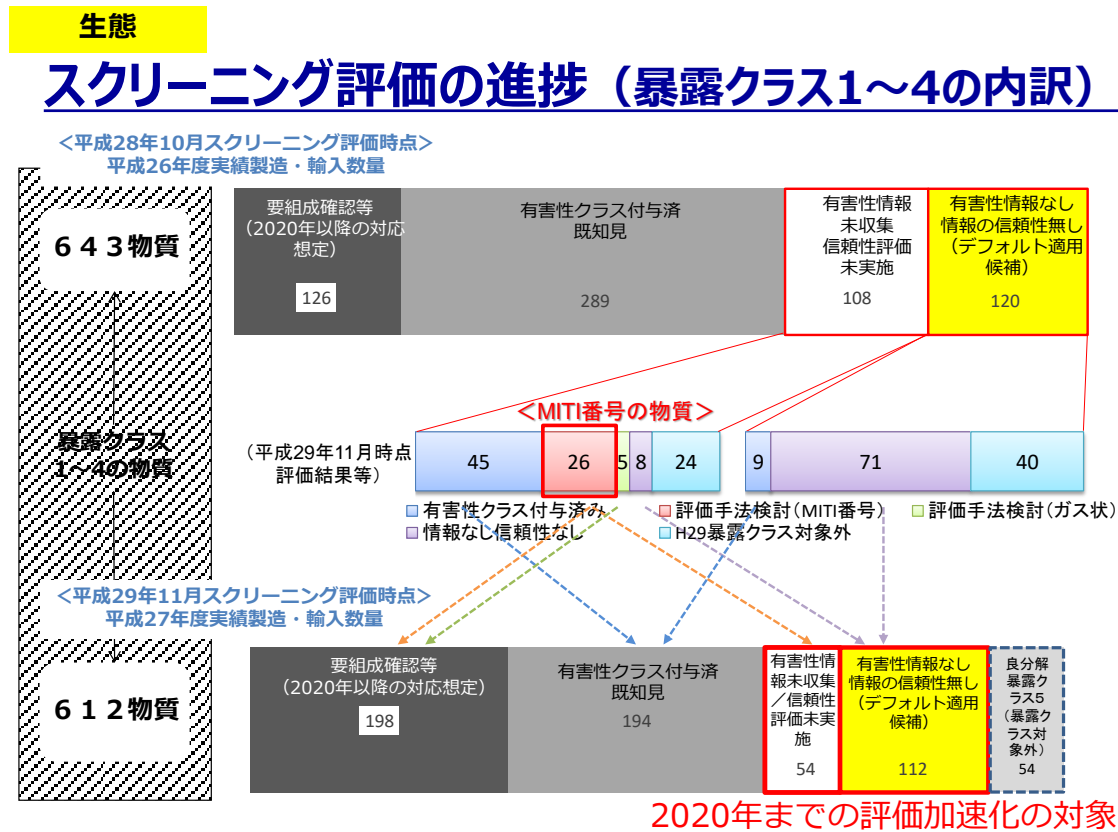 生態
スクリーニング評価の進捗（暴露クラス1～4の内訳）
＜平成28年10月スクリーニング評価時点＞
平成26年度実績製造・輸入数量
６４３物質
要組成確認等
（2020年以降の対応
想定）
126
有害性クラス付与済
既知見
289
有害性情報
未収集
信頼性評価
未実施
108
有害性情報なし
情報の信頼性無し
（デフォルト適用
候補）
120
＜MITI番号の物質＞
暴露クラス
1～4の物質
（平成29年11月時点
評価結果等）
45
26
5
8
24
9
71
40
有害性クラス付与済み
評価手法検討（MITI番号）
評価手法検討（ガス状）
情報なし信頼性なし
H29暴露クラス対象外
＜平成29年11月スクリーニング評価時点＞
平成27年度実績製造・輸入数量
６１２物質
要組成確認等
（2020年以降の対応想定）
198
有害性クラス付与済
既知見
194
有害性情
報未収集
／信頼性
評価未実
施
54
有害性情報なし
情報の信頼性無し
（デフォルト適用
候補）
112
良分解
暴露ク
ラス5
（暴露ク
ラス対
象外）
54
2020年までの評価加速化の対象